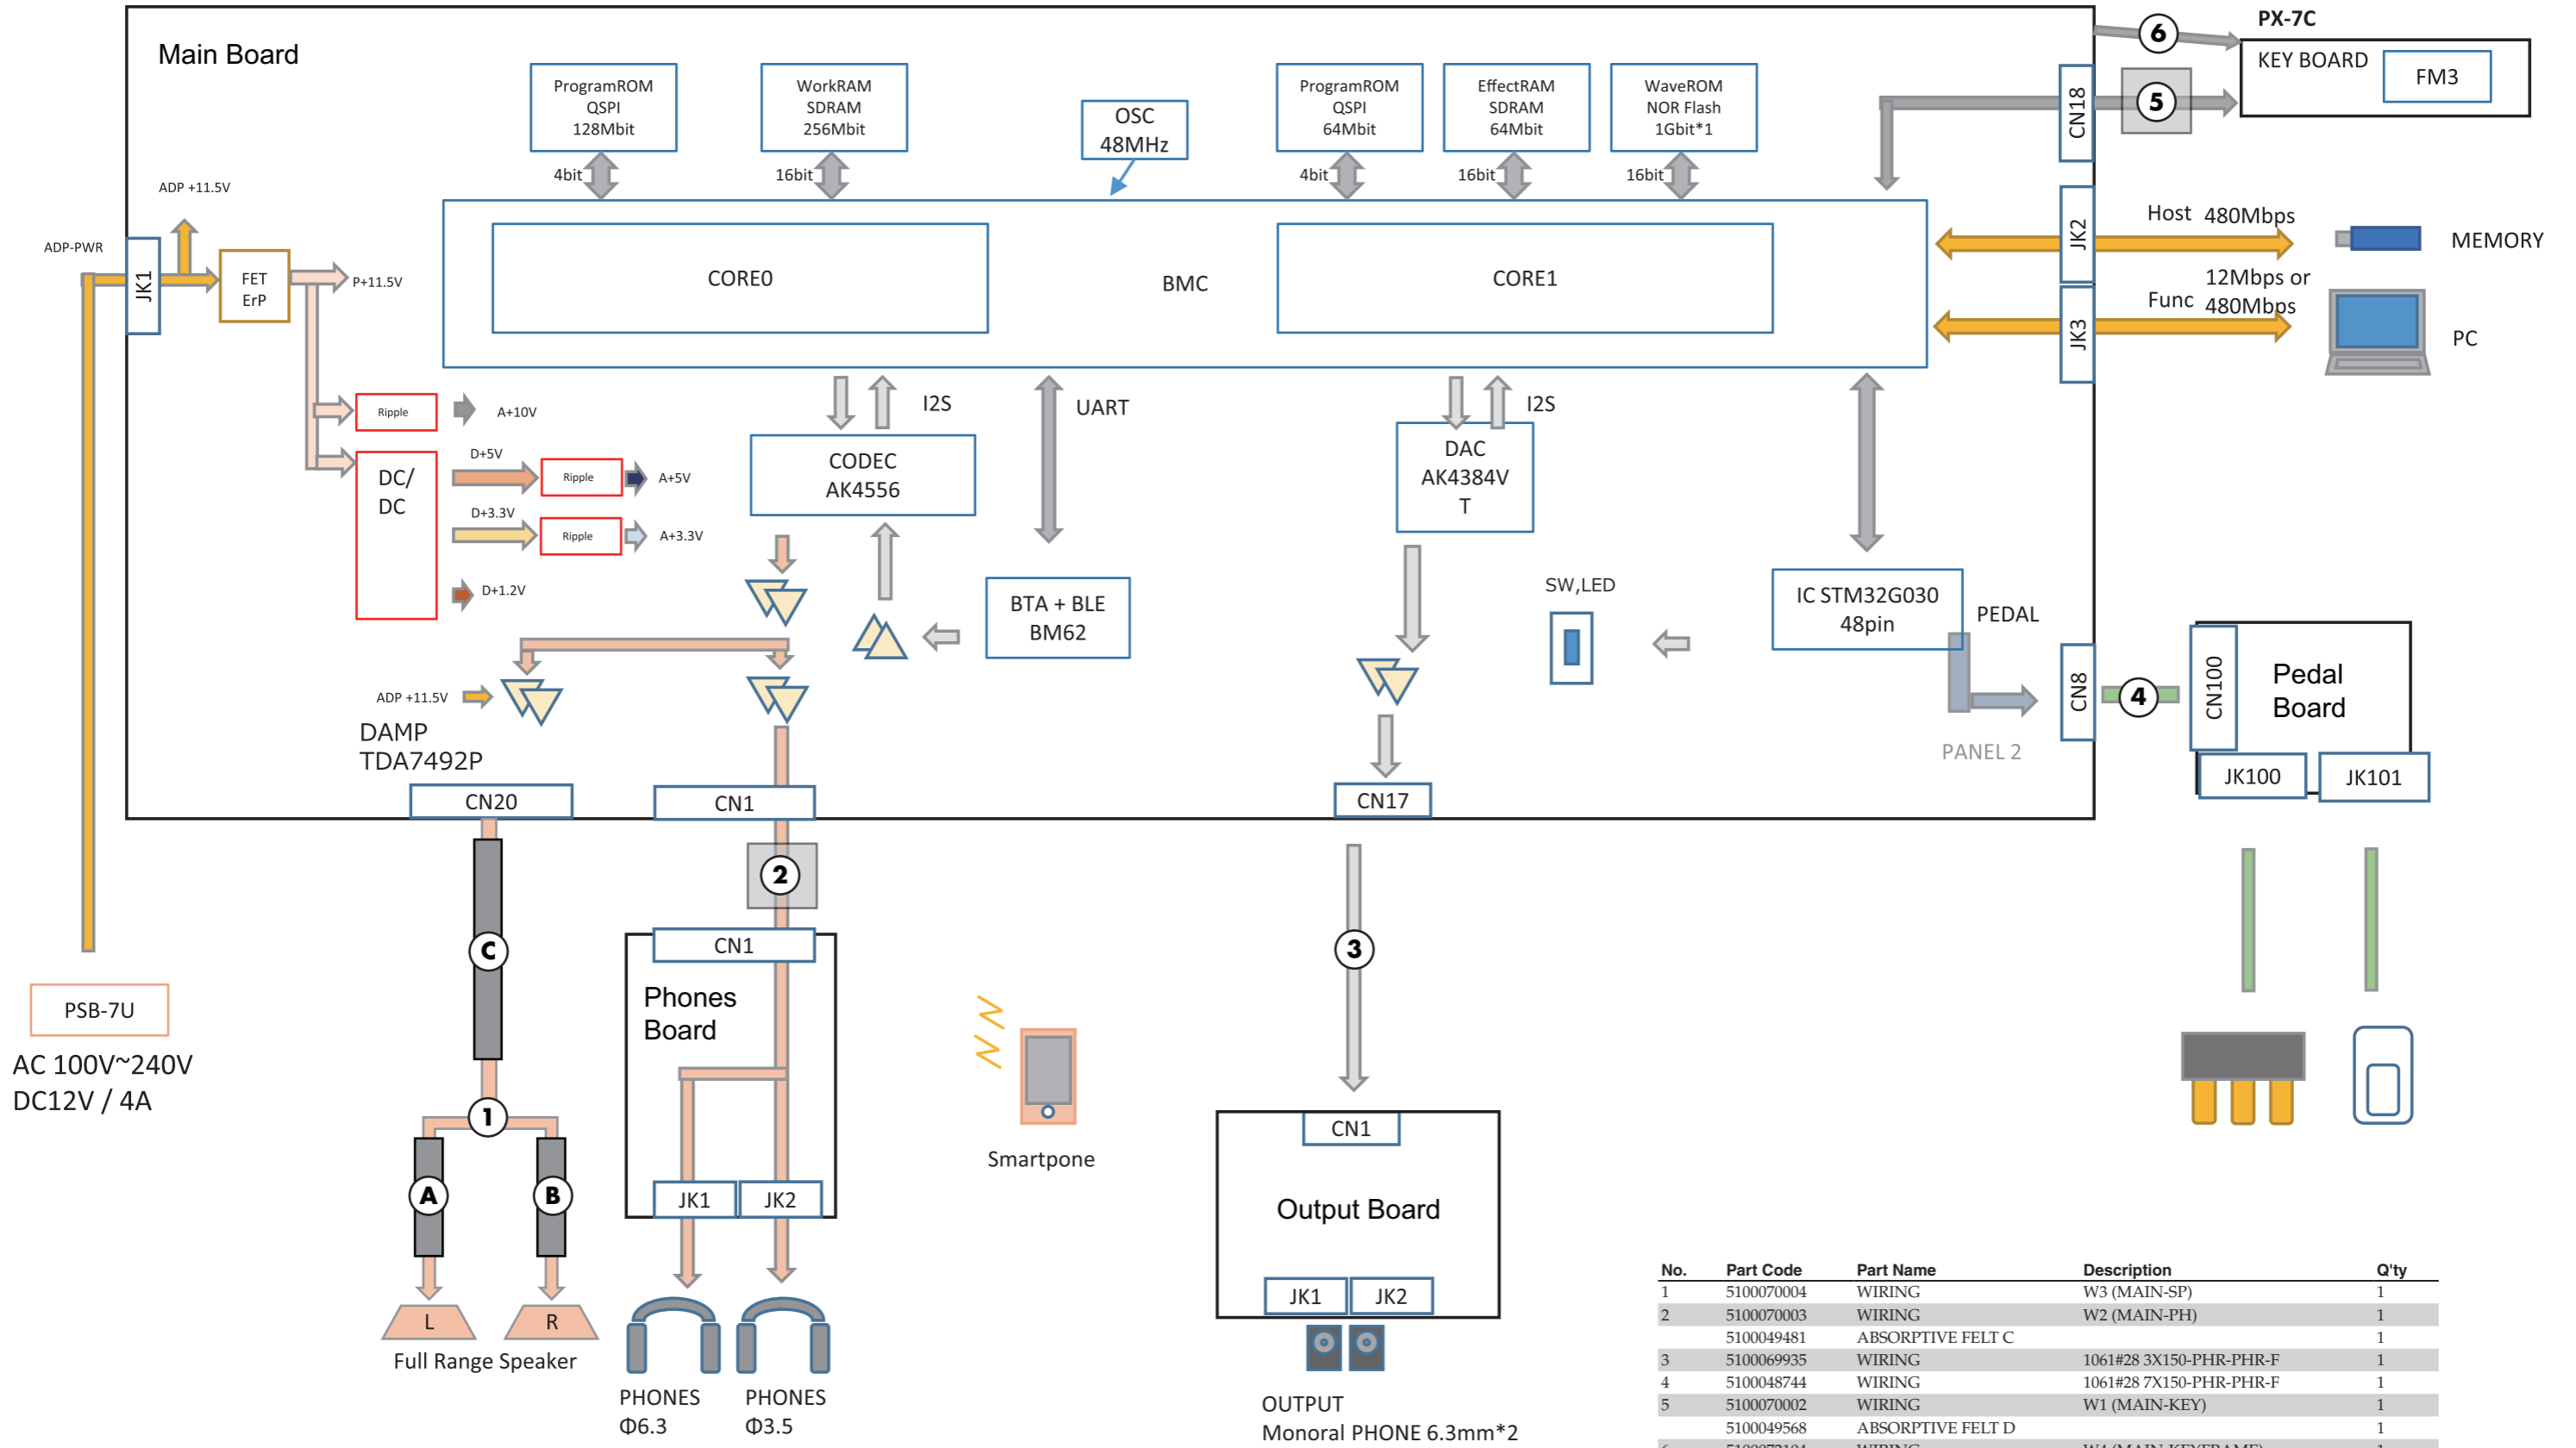 Main Board
ProgramROM
QSPI
128Mbit
4bit
WorkRAM
SDRAM
256Mbit
16bit
OSC
48MHz
ProgramROM
QSPI
64Mbit
4bit
EffectRAM
SDRAM
64Mbit
16bit
WaveROM
NOR Flash
1Gbit*1
16bit
PX-7C
6
KEY BOARD
FM3
CN18
5
ADP +11.5V
ADP-PWR
JK1
FET
ErP
P+11.5V
CORE0
BMC
CORE1
JK2
Host 480Mbps
MEMORY
JK3
12Mbps or
Func 480Mbps
PC
Ripple
A+10V
DC/
DC
D+5V
Ripple
A+5V
D+3.3V
Ripple
A+3.3V
D+1.2V
I2S
CODEC
AK4556
UART
BTA + BLE
BM62
I2S
DAC
AK4384V
T
SW,LED
IC STM32G030
48pin
PEDAL
PANEL 2
CN8
4
CN100
Pedal
Board
JK100
JK101
ADP +11.5V
DAMP
TDA7492P
CN20
CN1
CN17
C
2
3
CN1
Phones
Board
JK1
JK2
PSB-7U
AC 100V~240V
DC12V / 4A
1
A
B
L
R
Full Range Speaker
PHONES
Φ6.3
PHONES
Φ3.5
Smartpone
CN1
Output Board
JK1
JK2
OUTPUT
Monoral PHONE 6.3mm*2
No. Part Code Part Name Description Q'ty
1 5100070004 WIRING W3 (MAIN-SP) 1
2 5100070003 WIRING W2 (MAIN-PH) 1
5100049481 ABSORPTIVE FELT C 1
3 5100069935 WIRING 1061#28 3X150-PHR-PHR-F 1
4 5100048744 WIRING 1061#28 7X150-PHR-PHR-F 1
5 5100070002 WIRING W1 (MAIN-KEY) 1
5100049568 ABSORPTIVE FELT D 1
6 5100072104 WIRING W4 (MAIN-KEYFRAME) 1